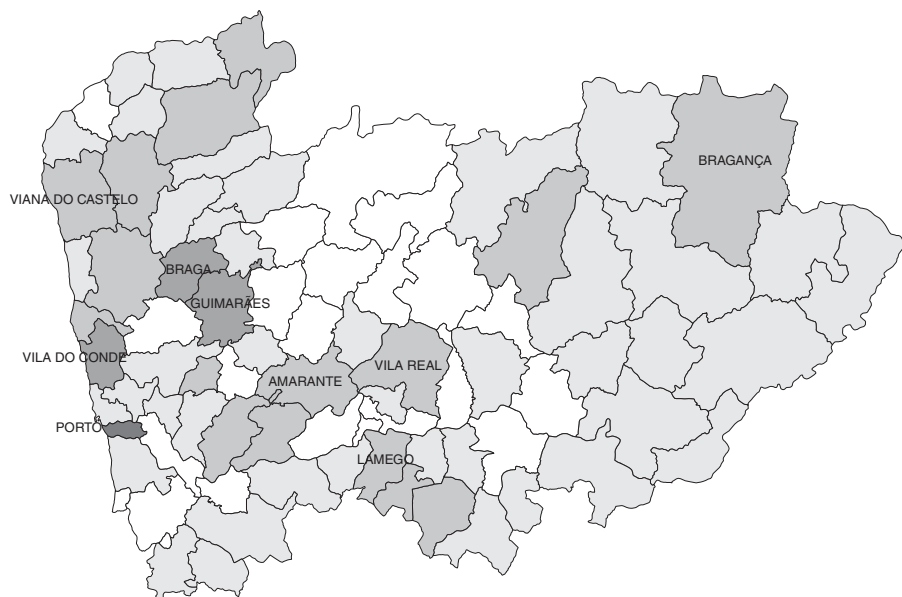 BRAGANÇA
VIANA DO CASTELO
BRAGA
GUIMARÃES
VILA DO CONDE
VILA REAL
AMARANTE
PORTO
LAMEGO